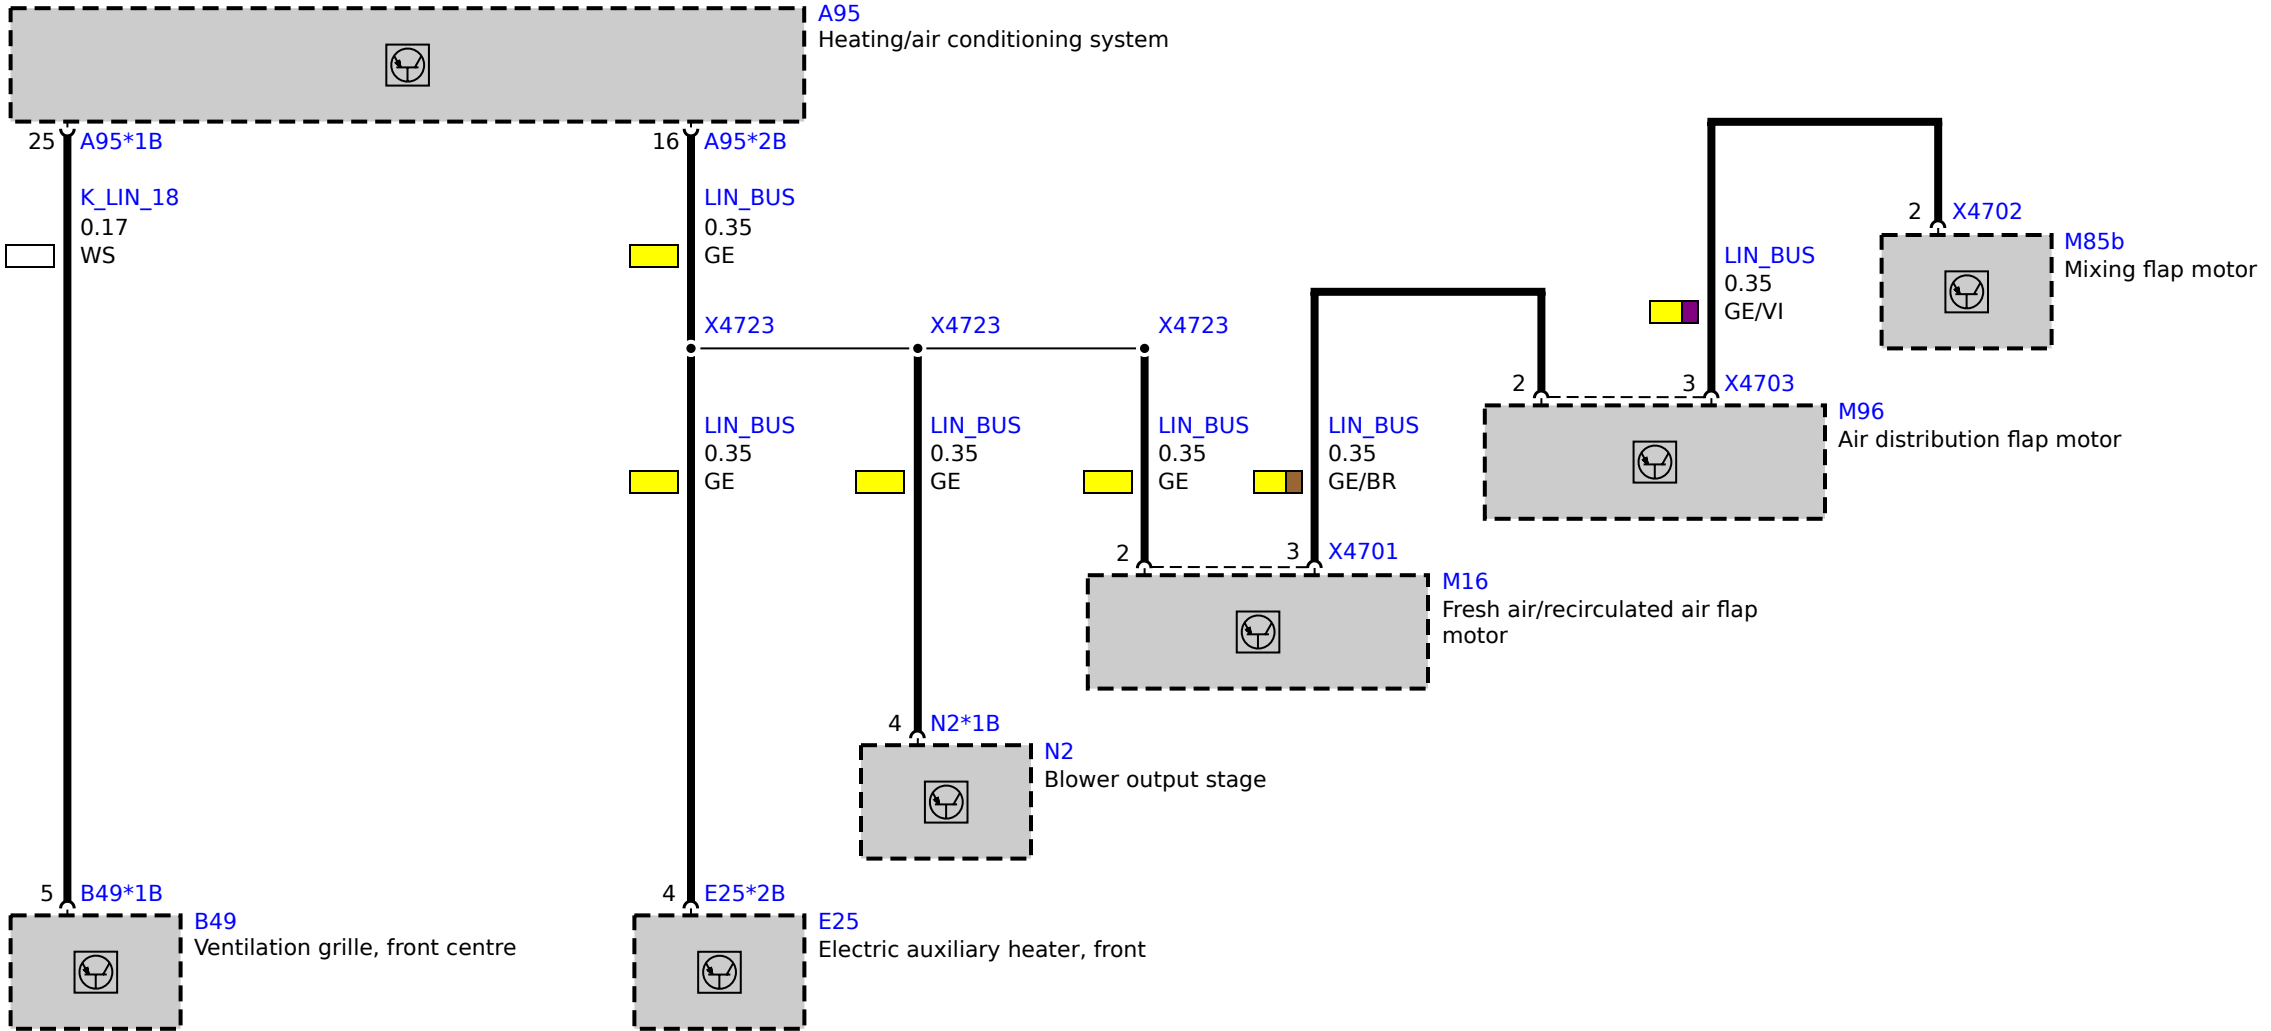 A95
Heating/air conditioning system
25 A95*1B
16 A95*2B
K_LIN_18
0.17
WS
LIN_BUS
0.35
GE
2 X4702
M85b
Mixing flap motor
LIN_BUS
0.35
GE/VI
X4723 X4723 X4723
2 3 X4703
M96
Air distribution flap motor
LIN_BUS
0.35
GE
LIN_BUS
0.35
GE
LIN_BUS
0.35
GE
LIN_BUS
0.35
GE/BR
2 3 X4701
M16
Fresh air/recirculated air flap
motor
4 N2*1B
N2
Blower output stage
5 B49*1B
B49
Ventilation grille, front centre
4 E25*2B
E25
Electric auxiliary heater, front